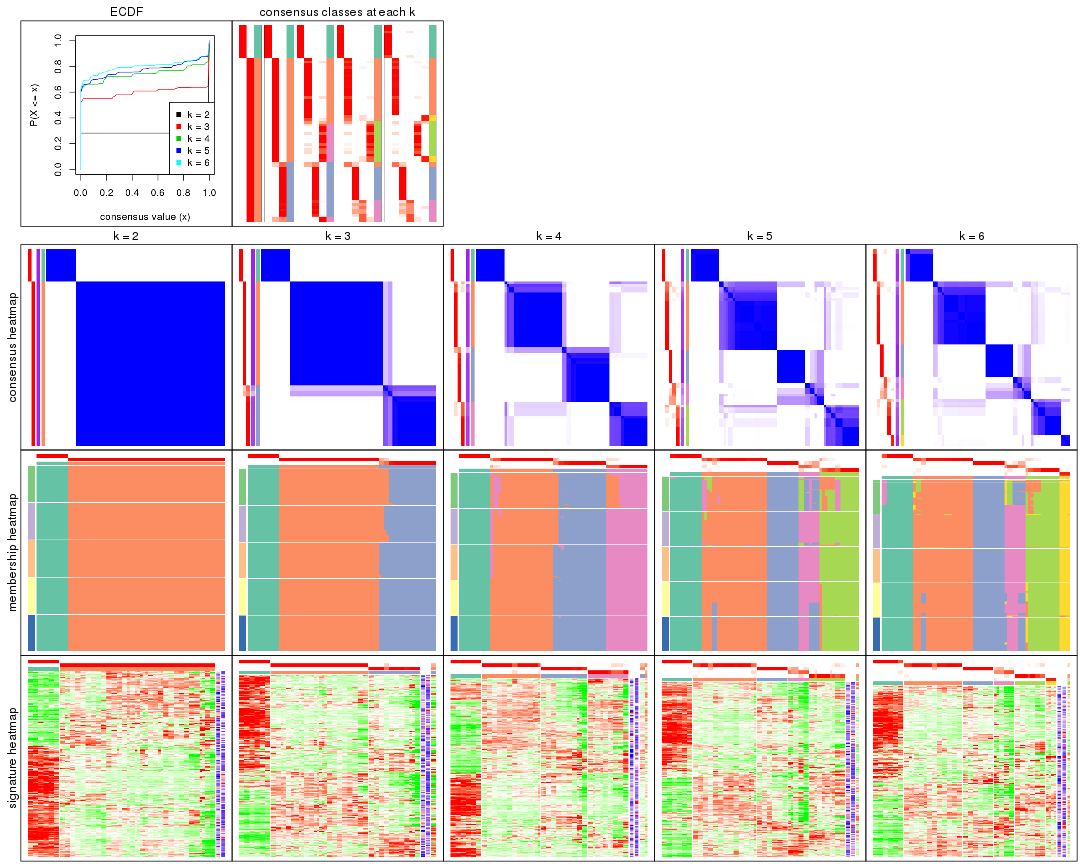 ECDF
consensus classes at each k
P(X <= x)
0.0 0.2 0.4 0.6 0.8 1.0
k = 2
k = 3
k = 4
k = 5
k = 6
0.0 0.2 0.4 0.6 0.8 1.0
consensus value (x)
k = 2
k = 3
k = 4
k = 5
k = 6
consensus heatmap
membership heatmap
signature heatmap